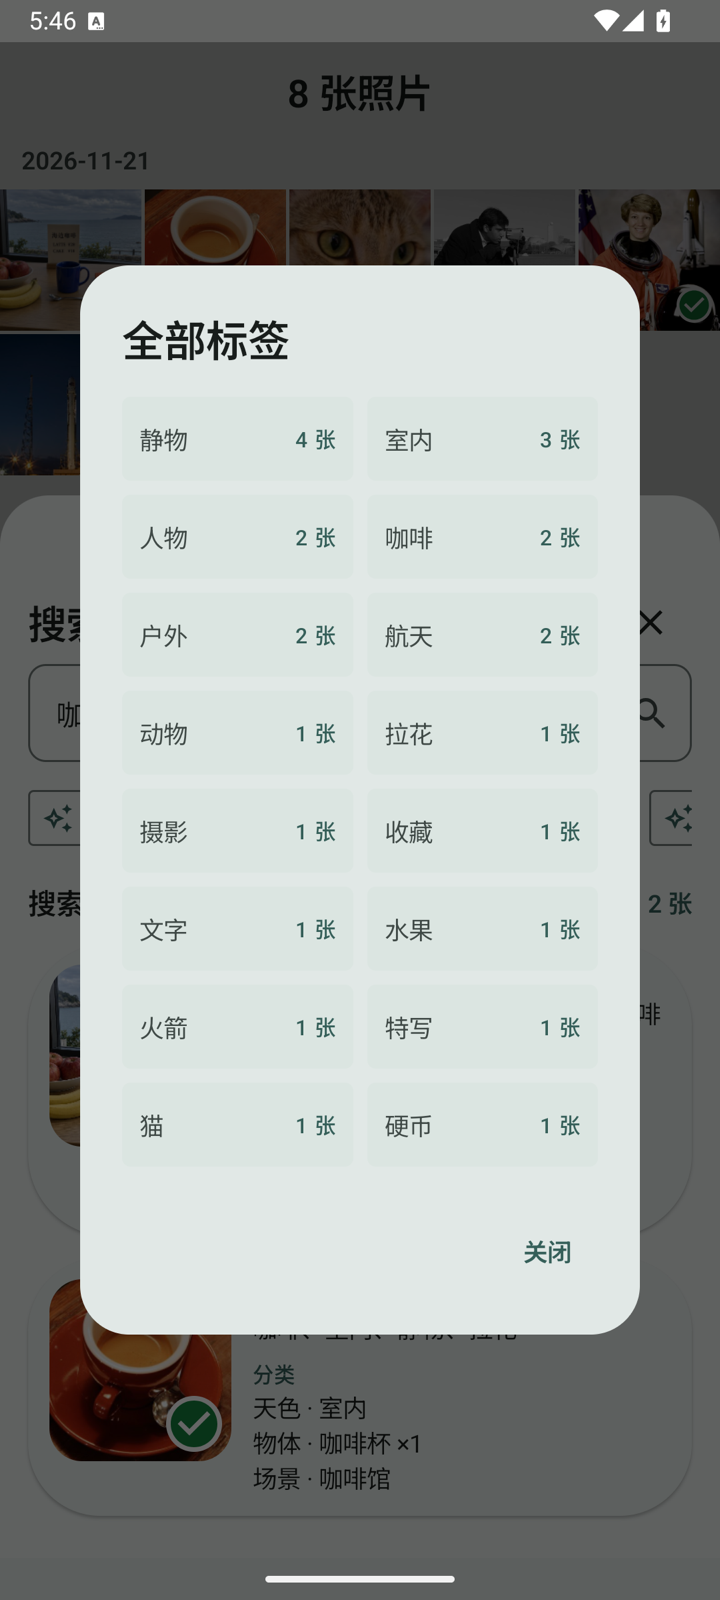 5:46
8 张照片
2026-11-21
全部标签
静物 4 张
室内 3 张
人物 2 张
咖啡 2 张
户外 2 张
航天 2 张
动物 1 张
拉花 1 张
摄影 1 张
收藏 1 张
文字 1 张
水果 1 张
火箭 1 张
特写 1 张
猫 1 张
硬币 1 张
关闭
搜索
咖
搜索
2 张
啡
分类
天色 · 室内
物体 · 咖啡杯 ×1
场景 · 咖啡馆